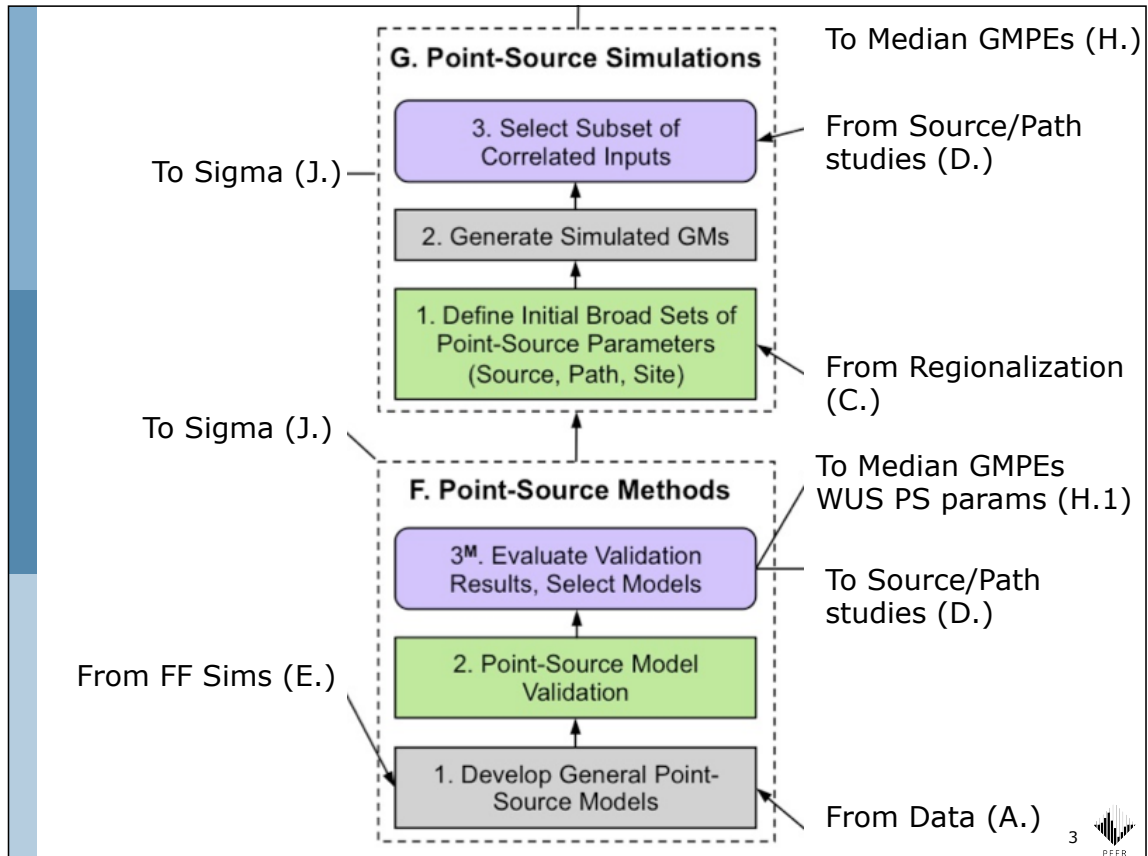 To Median GMPEs (H.)
G. Point-Source Simulations
3. Select Subset of
Correlated Inputs
From Source/Path
studies (D.)
To Sigma (J.)
2. Generate Simulated GMs
1. Define Initial Broad Sets of
Point-Source Parameters
(Source, Path, Site)
From Regionalization
(C.)
To Sigma (J.)
To Median GMPEs
WUS PS params (H.1)
F. Point-Source Methods
3ᴹ. Evaluate Validation
Results, Select Models
To Source/Path
studies (D.)
From FF Sims (E.)
2. Point-Source Model
Validation
1. Develop General Point-
Source Models
From Data (A.)
3
PEER